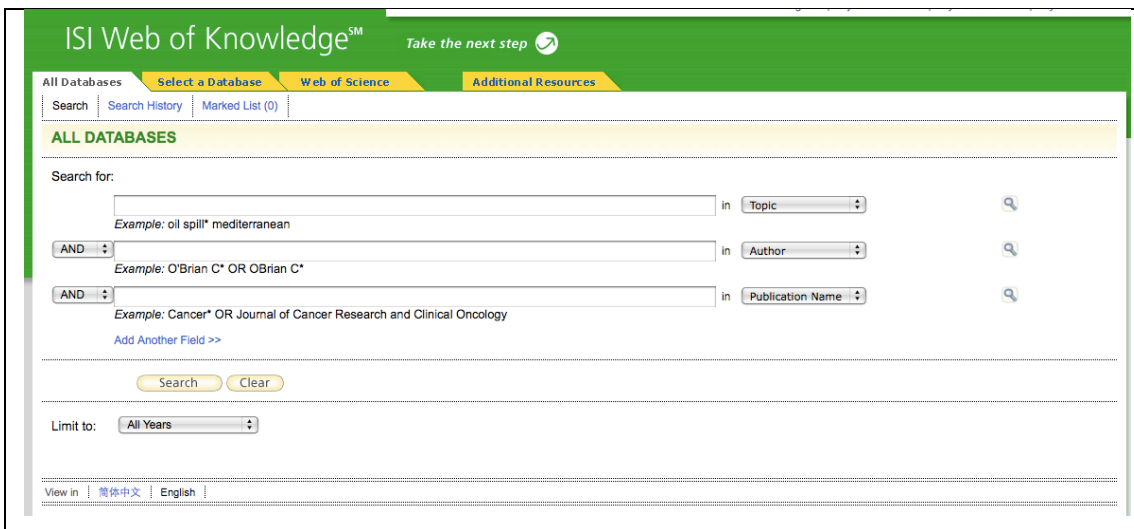 ISI Web of Knowledge℠ Take the next step
All Databases Select a Database Web of Science Additional Resources
Search Search History Marked List (0)
ALL DATABASES
Search for:
in Topic
Example: oil spill* mediterranean
AND in Author
Example: O'Brian C* OR OBrian C*
AND in Publication Name
Example: Cancer* OR Journal of Cancer Research and Clinical Oncology
Add Another Field >>
Search Clear
Limit to: All Years
View in 简体中文 English